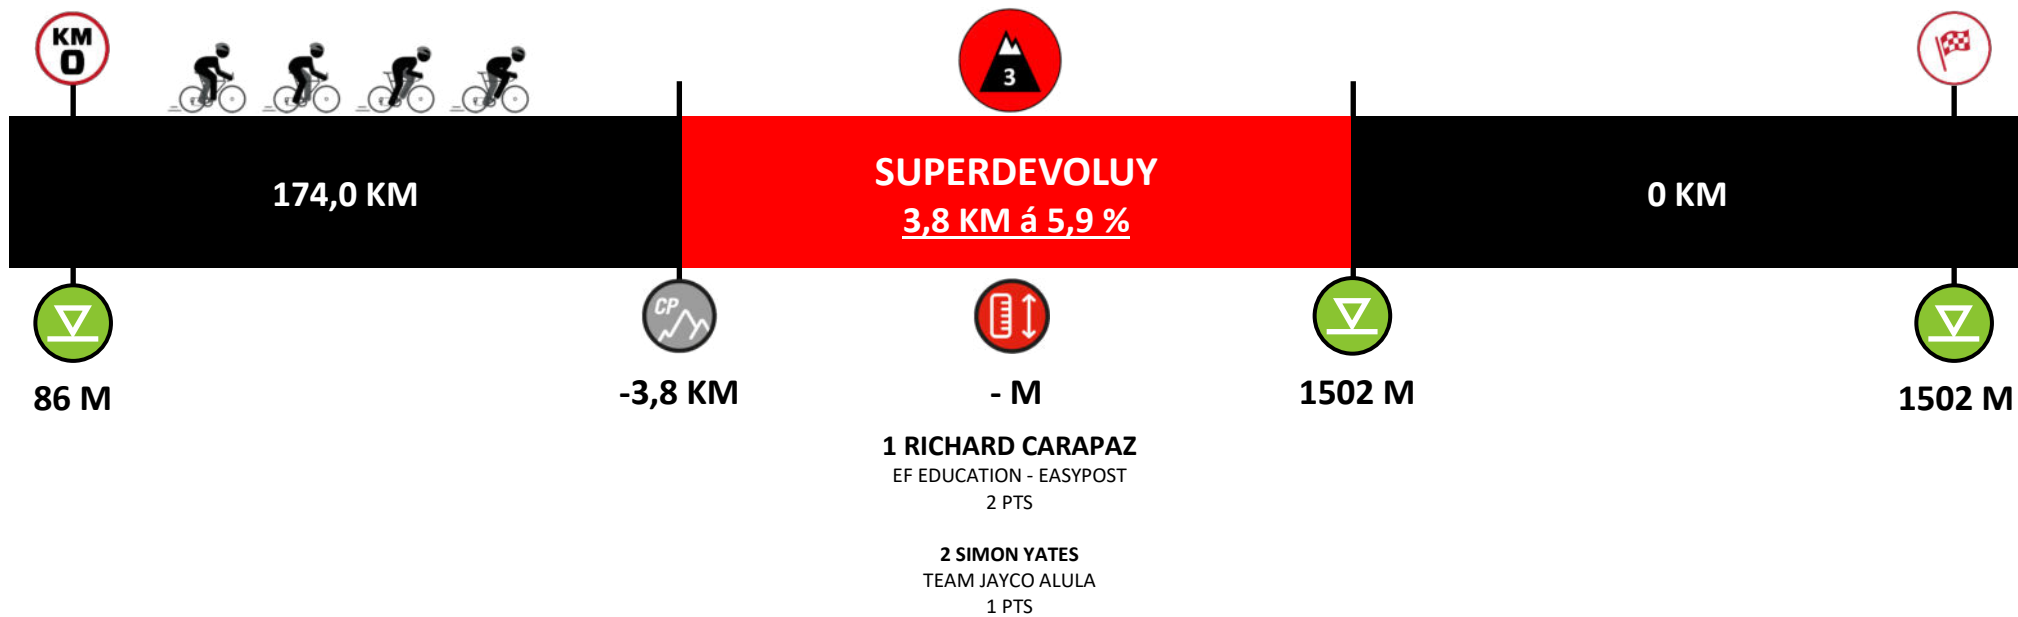 KM
0
3
174,0 KM
SUPERDEVOLUY
3,8 KM á 5,9 %
0 KM
CP
86 M
-3,8 KM
- M
1502 M
1502 M
1 RICHARD CARAPAZ
EF EDUCATION - EASYPOST
2 PTS
2 SIMON YATES
TEAM JAYCO ALULA
1 PTS